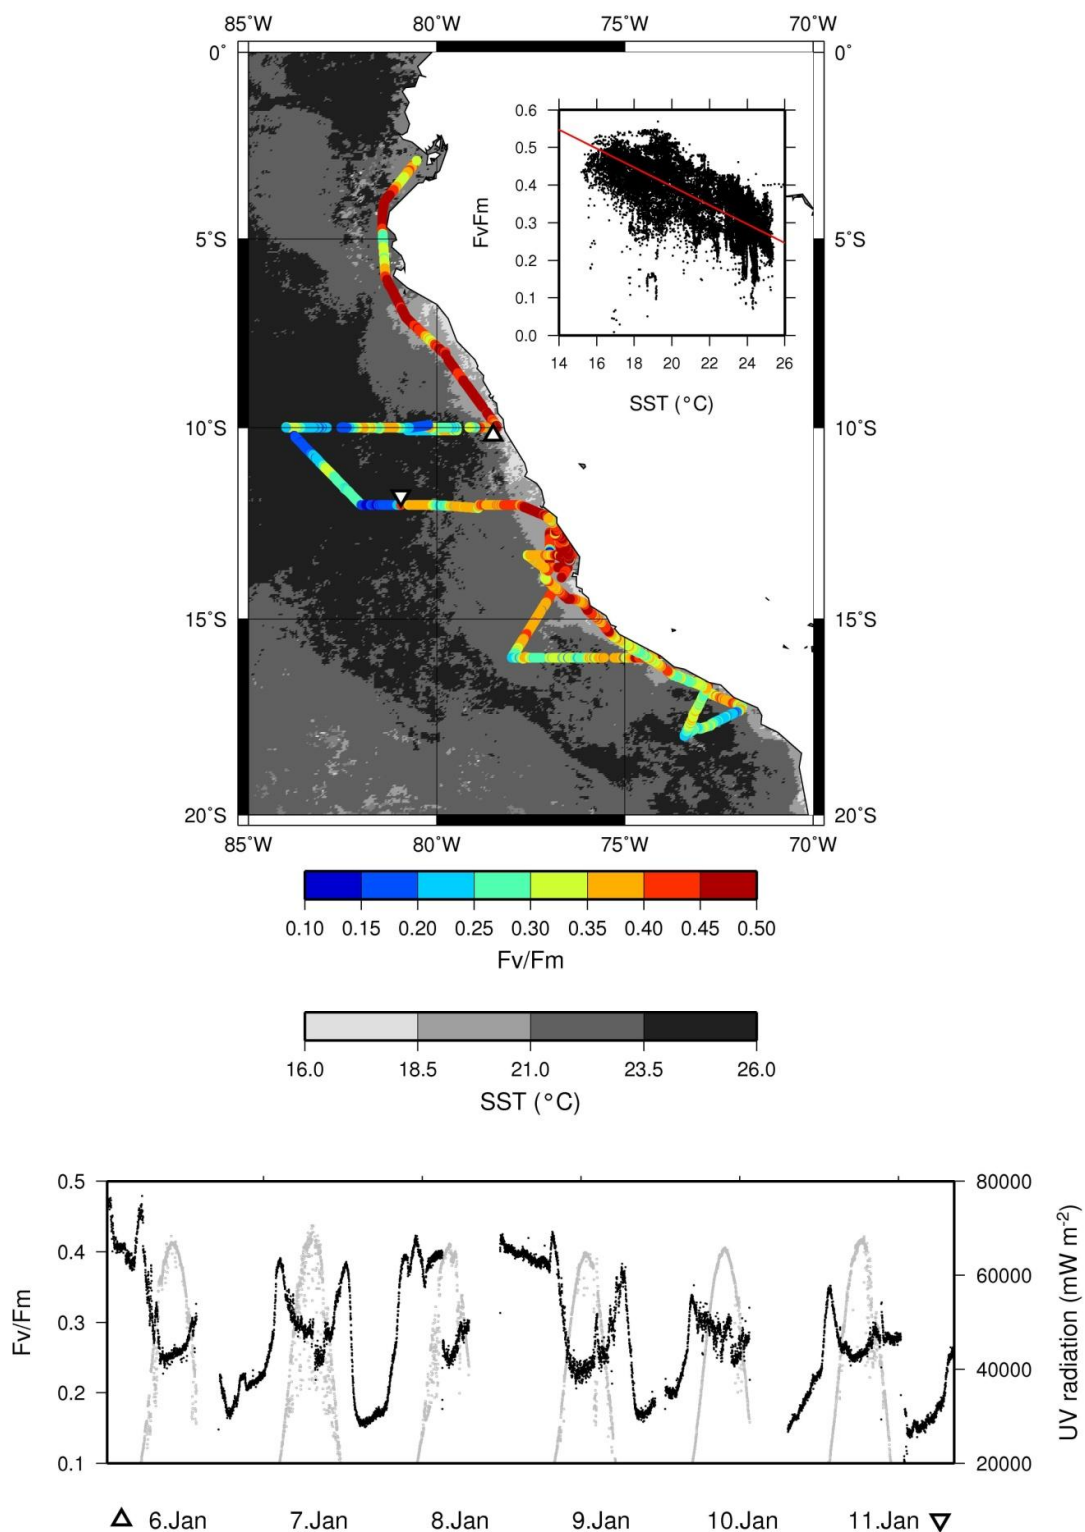 85˚W 80˚W 75˚W 70˚W
0˚ 0˚
0.6
0.5
0.4
0.3
0.2
0.1
0.0
FvFm
14 16 18 20 22 24 26
SST (°C)
5˚S 5˚S
10˚S 10˚S
15˚S 15˚S
20˚S 20˚S
85˚W 80˚W 75˚W 70˚W
0.10 0.15 0.20 0.25 0.30 0.35 0.40 0.45 0.50
Fv/Fm
16.0 18.5 21.0 23.5 26.0
SST (°C)
0.5 80000
0.4
60000
0.3
40000
0.2
0.1 20000
Fv/Fm
UV radiation (mW m⁻²)
6.Jan 7.Jan 8.Jan 9.Jan 10.Jan 11.Jan